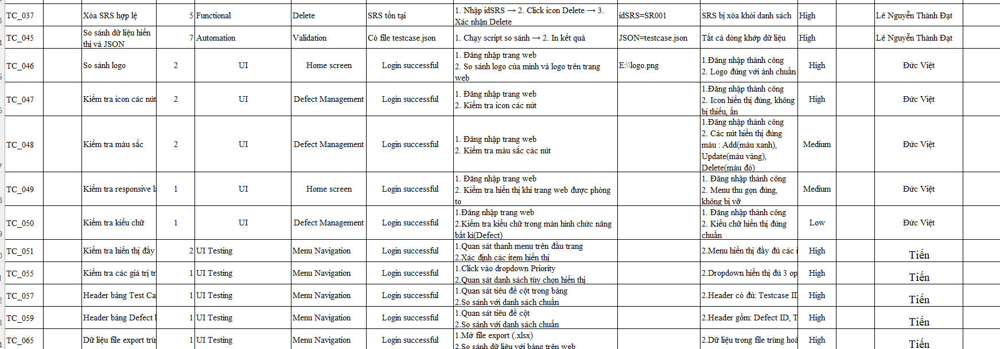 TC_037 Xóa SRS hợp lệ 5 Functional Delete SRS tồn tại 1. Nhập idSRS → 2. Click icon Delete → 3. Xác nhận Delete idSRS=SR001 SRS bị xóa khỏi danh sách High Lê Nguyễn Thành Đạt
TC_045 So sánh dữ liệu hiển thị và JSON 7 Automation Validation Có file testcase.json 1. Chạy script so sánh → 2. In kết quả JSON=testcase.json Tất cả dòng khớp dữ liệu High Lê Nguyễn Thành Đạt
TC_046 So sánh logo 2 UI Home screen Login successful
1. Đăng nhập trang web
2. So sánh logo của mình và logo trên trang web
E:\\logo.png
1.Đăng nhập thành công
2. Logo đúng với ảnh chuẩn
High Đức Việt
TC_047 Kiểm tra icon các nút 2 UI Defect Management Login successful
1. Đăng nhập trang web
2. Kiểm tra icon các nút
1.Đăng nhập thành công
2. Icon hiển thị đúng, không bị thiếu, ẩn
High Đức Việt
TC_048 Kiểm tra màu sắc 2 UI Defect Management Login successful
1. Đăng nhập trang web
2. Kiểm tra màu sắc các nút
1.Đăng nhập thành công
2. Các nút hiển thị đúng màu : Add(màu xanh), Update(màu vàng), Delete(màu đỏ)
Medium Đức Việt
TC_049 Kiểm tra responsive 1 UI Home screen Login successful
1. Đăng nhập trang web
2. Kiểm tra hiển thị khi trang web được phóng to
1. Đăng nhập thành công
2. Menu thu gọn đúng, không bị vỡ
Medium Đức Việt
TC_050 Kiểm tra kiểu chữ 1 UI Defect Management Login successful
1.Đăng nhập trang web
2.Kiểm tra kiểu chữ trong màn hình chức năng bất kì(Defect)
1. Đăng nhập thành công
2. Kiểu chữ hiển thị đúng chuẩn
Low Đức Việt
TC_051 Kiểm tra hiển thị đầy 2 UI Testing Menu Navigation Login successful
1.Quan sát thanh menu trên đầu trang
2.Xác định các item hiển thị
2.Menu hiển thị đầy đủ các
High Tiến
TC_055 Kiểm tra các giá trị 1 UI Testing Menu Navigation Login successful
1.Click vào dropdown Priority
2.Quan sát danh sách tùy chọn hiển thị
2.Dropdown hiển thị đủ 3 op
High Tiến
TC_057 Header bảng Test Ca 1 UI Testing Menu Navigation Login successful
1.Quan sát tiêu đề cột trong bảng
2.So sánh với danh sách chuẩn
2.Header có đủ: Testcase ID
High Tiến
TC_059 Header bảng Defect 1 UI Testing Menu Navigation Login successful
1.Quan sát tiêu đề cột
2.So sánh với danh sách chuẩn
2.Header gồm: Defect ID, T
High Tiến
TC_065 Dữ liệu file export 1 UI Testing Menu Navigation Login successful
1.Mở file export (.xlsx)
2.So sánh dữ liệu với bảng trên web
2.Dữ liệu trong file trùng
High Tiến